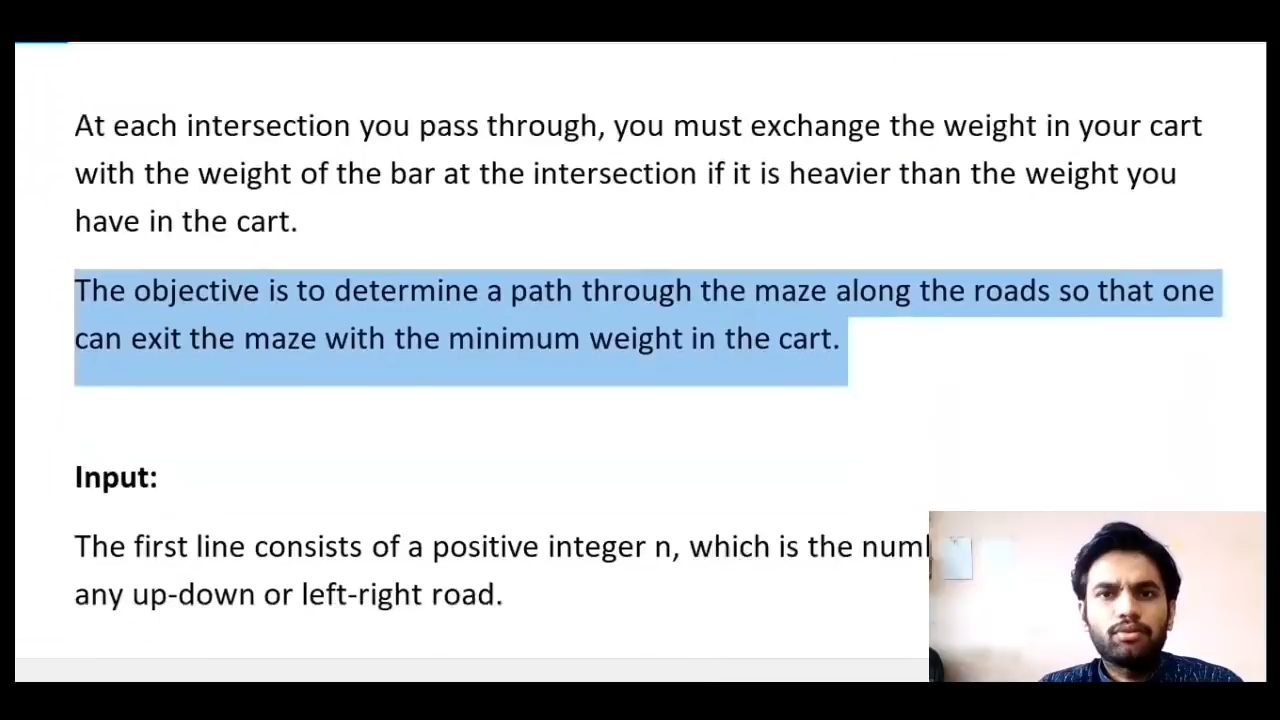 At each intersection you pass through, you must exchange the weight in your cart
with the weight of the bar at the intersection if it is heavier than the weight you
have in the cart.
The objective is to determine a path through the maze along the roads so that one
can exit the maze with the minimum weight in the cart.
Input:
The first line consists of a positive integer n, which is the
any up-down or left-right road.